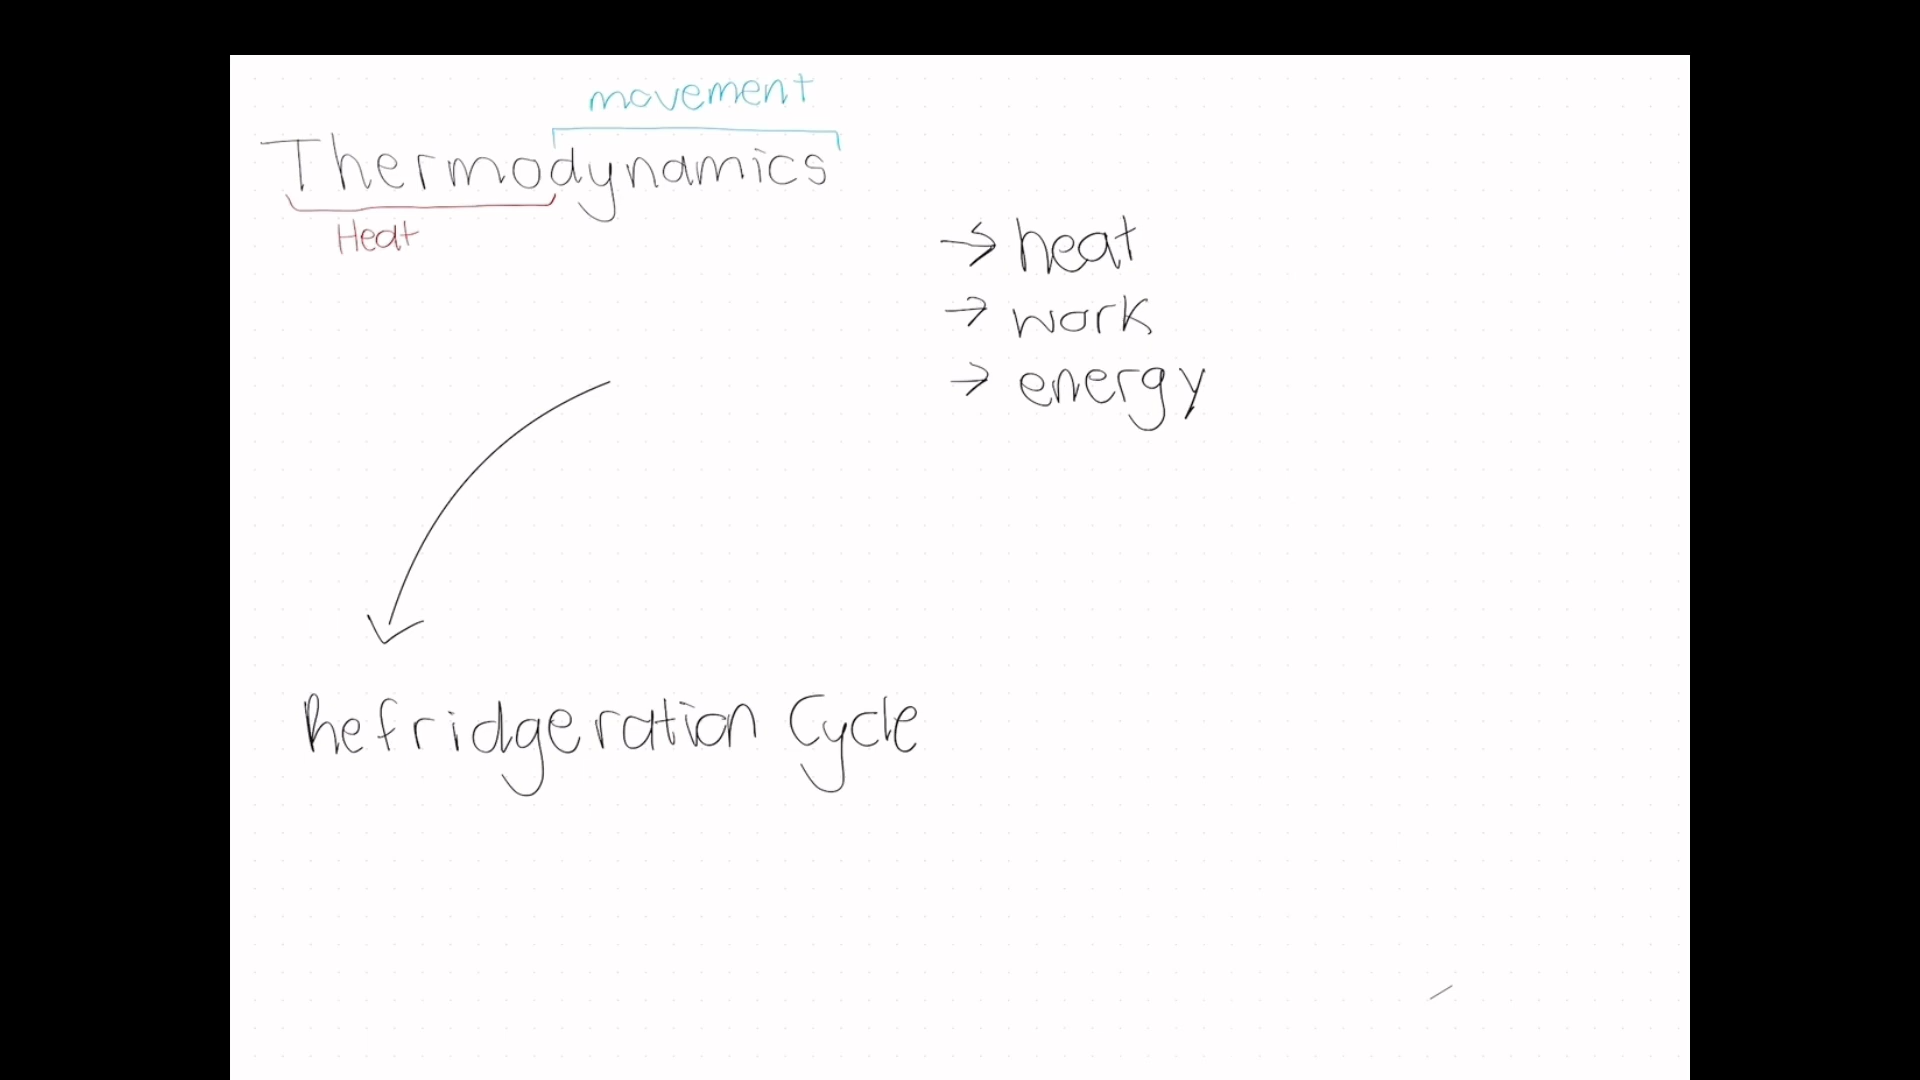 movement
Thermodynamics
Heat
→ heat
→ work
→ energy
Refridgeration Cycle